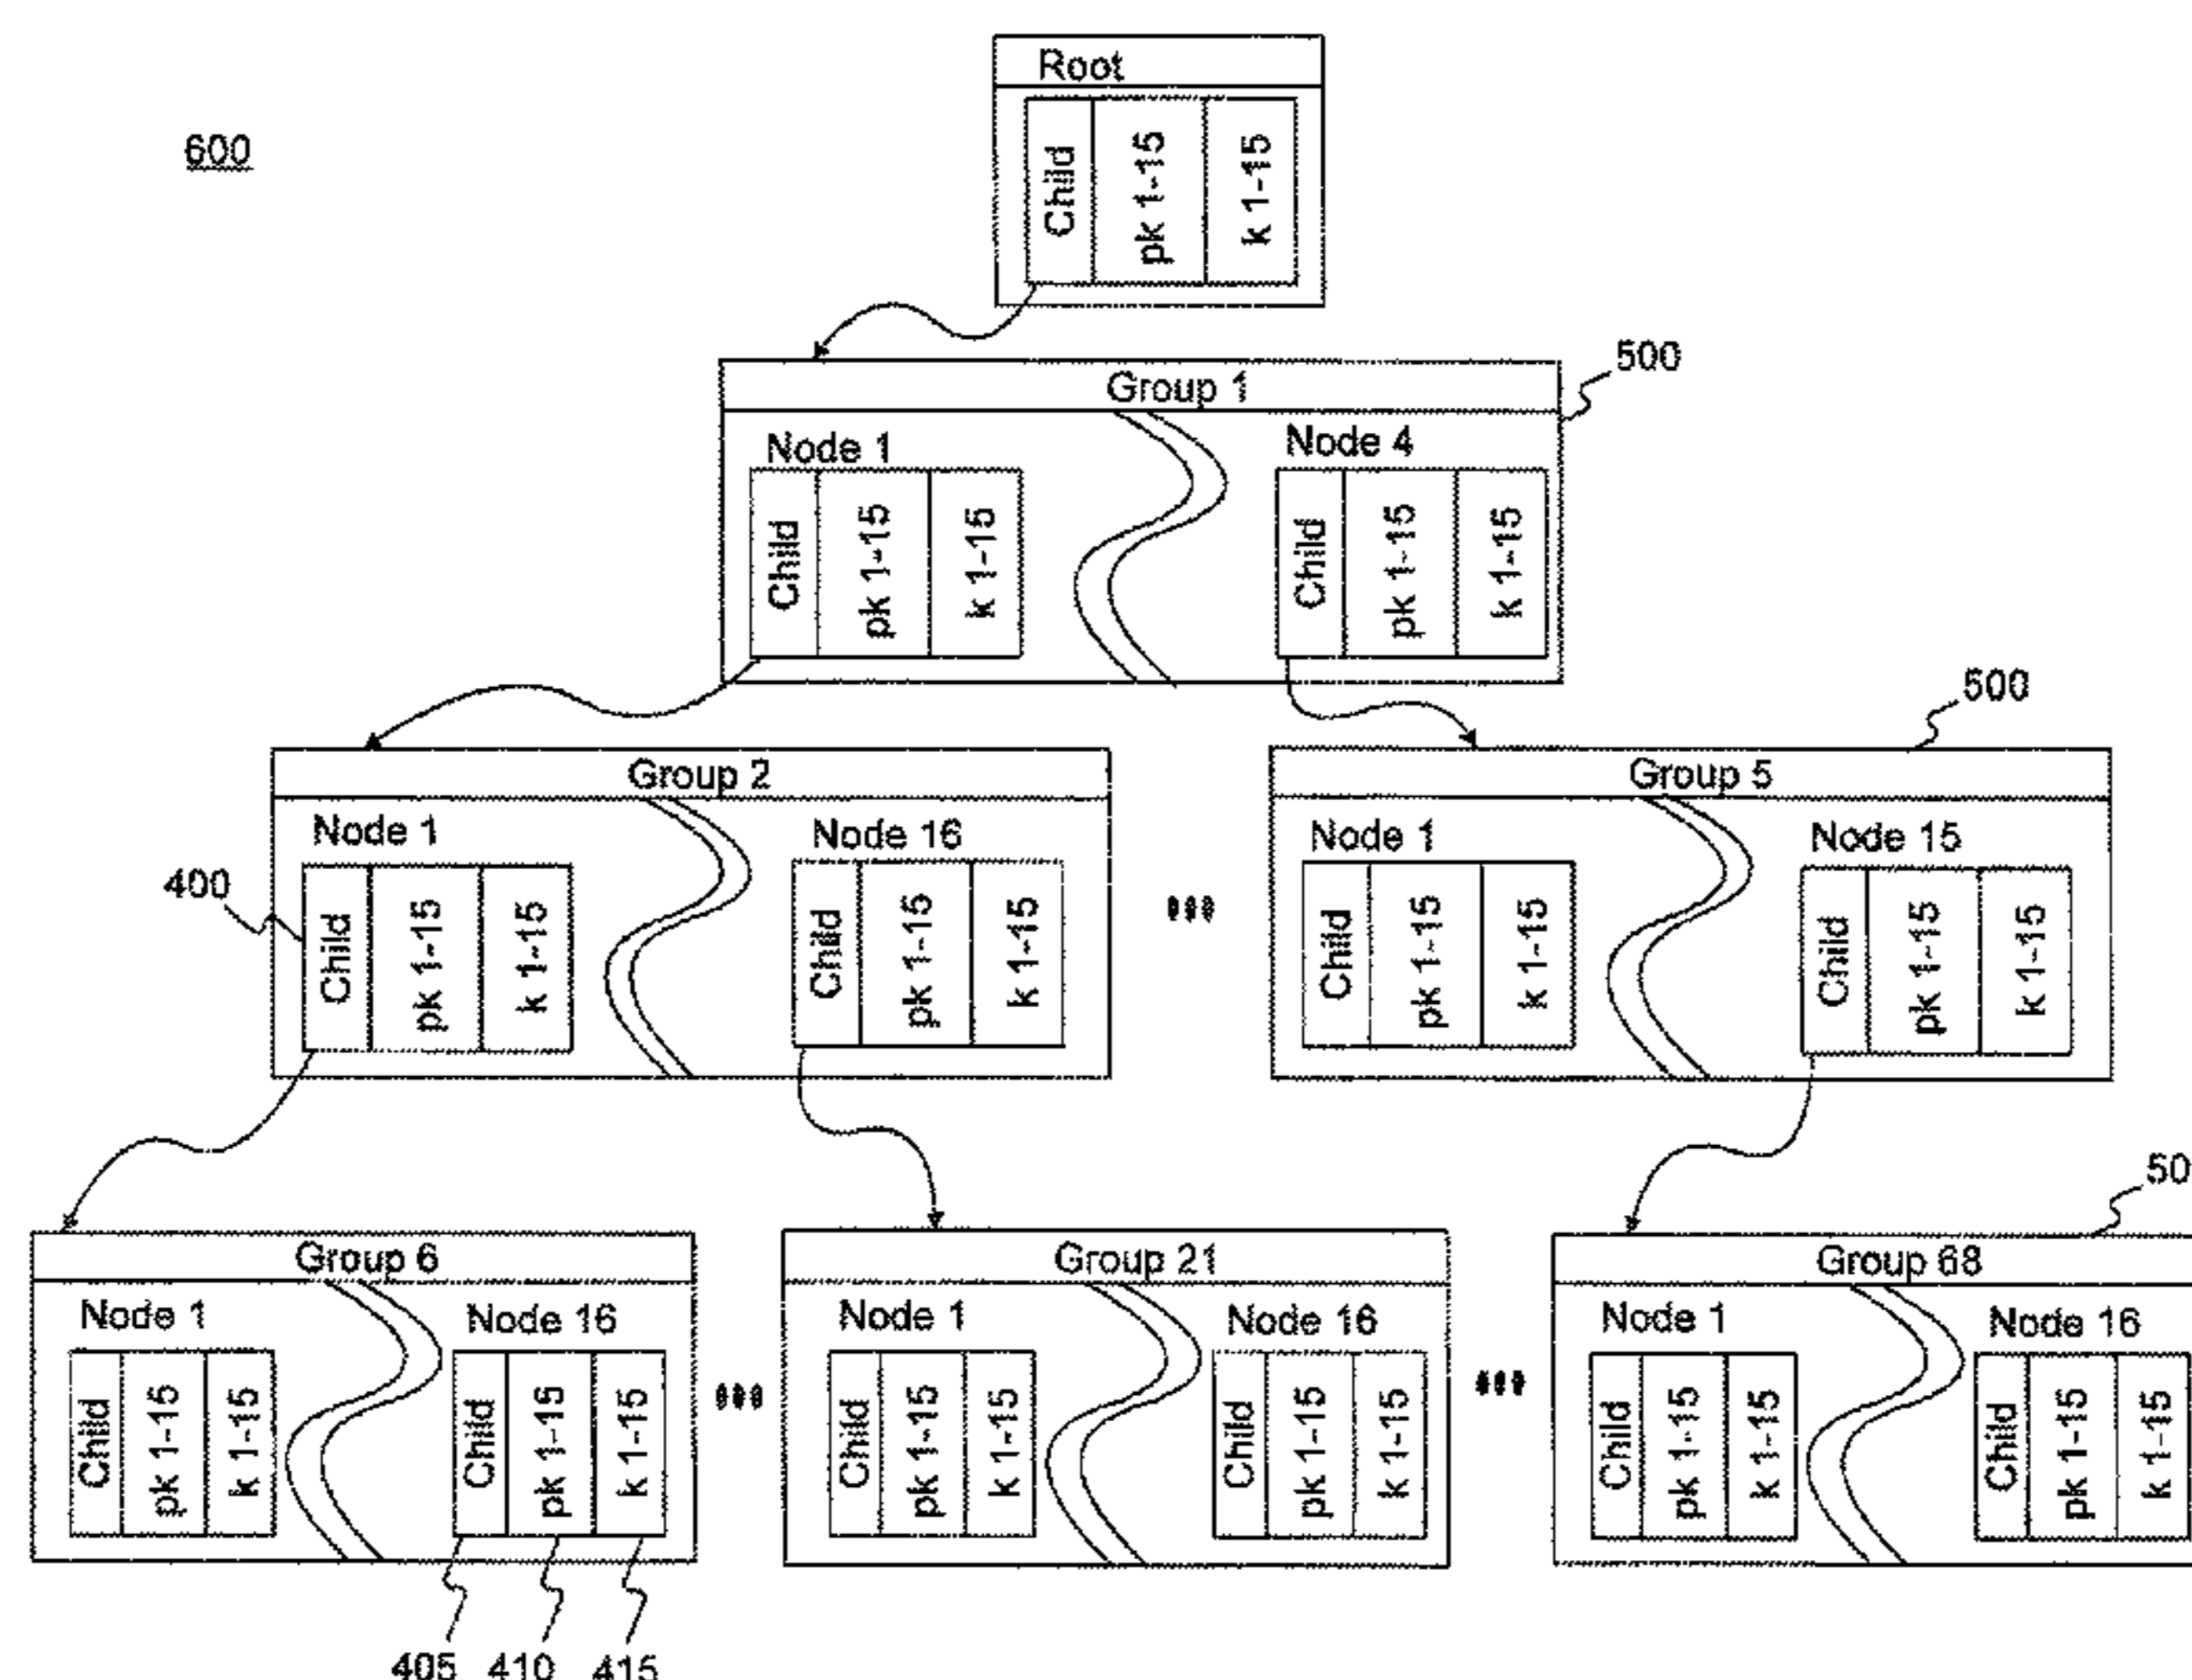 Root
600
Child
pk 1-15
k 1-15
500
Group 1
Node 1
Node 4
Child
pk 1-15
k 1-15
Child
pk 1-15
k 1-15
500
Group 2
Group 5
Node 1
Node 16
Node 1
Node 15
400
Child
pk 1-15
k 1-15
Child
pk 1-15
k 1-15
Child
pk 1-15
k 1-15
Child
pk 1-15
k 1-15
50
Group 6
Group 21
Group 68
Node 1
Node 16
Node 1
Node 16
Node 1
Node 16
Child
pk 1-15
k 1-15
Child
pk 1-15
k 1-15
Child
pk 1-15
k 1-15
Child
pk 1-15
k 1-15
Child
pk 1-15
k 1-15
Child
pk 1-15
k 1-15
405 410 415